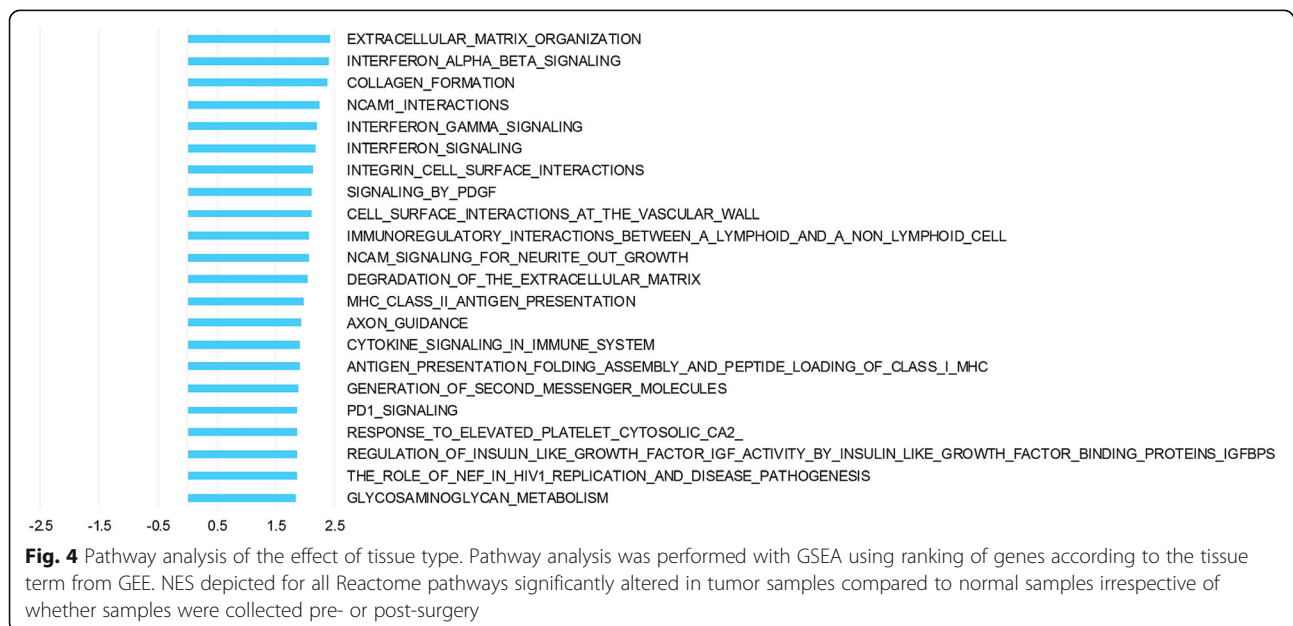 EXTRACELLULAR_MATRIX_ORGANIZATION
INTERFERON_ALPHA_BETA_SIGNALING
COLLAGEN_FORMATION
NCAM1_INTERACTIONS
INTERFERON_GAMMA_SIGNALING
INTERFERON_SIGNALING
INTEGRIN_CELL_SURFACE_INTERACTIONS
SIGNALING_BY_PDGF
CELL_SURFACE_INTERACTIONS_AT_THE_VASCULAR_WALL
IMMUNOREGULATORY_INTERACTIONS_BETWEEN_A_LYMPHOID_AND_A_NON_LYMPHOID_CELL
NCAM_SIGNALING_FOR_NEURITE_OUT_GROWTH
DEGRADATION_OF_THE_EXTRACELLULAR_MATRIX
MHC_CLASS_II_ANTIGEN_PRESENTATION
AXON_GUIDANCE
CYTOKINE_SIGNALING_IN_IMMUNE_SYSTEM
ANTIGEN_PRESENTATION_FOLDING_ASSEMBLY_AND_PEPTIDE_LOADING_OF_CLASS_I_MHC
GENERATION_OF_SECOND_MESSENGER_MOLECULES
PD1_SIGNALING
RESPONSE_TO_ELEVATED_PLATELET_CYTOSOLIC_CA2_
REGULATION_OF_INSULIN_LIKE_GROWTH_FACTOR_IGF_ACTIVITY_BY_INSULIN_LIKE_GROWTH_FACTOR_BINDING_PROTEINS_IGFBPS
THE_ROLE_OF_NEF_IN_HIV1_REPLICATION_AND_DISEASE_PATHOGENESIS
GLYCOSAMINOGLYCAN_METABOLISM
-2.5 -1.5 -0.5 0.5 1.5 2.5
Fig. 4 Pathway analysis of the effect of tissue type. Pathway analysis was performed with GSEA using ranking of genes according to the tissue
term from GEE. NES depicted for all Reactome pathways significantly altered in tumor samples compared to normal samples irrespective of
whether samples were collected pre- or post-surgery